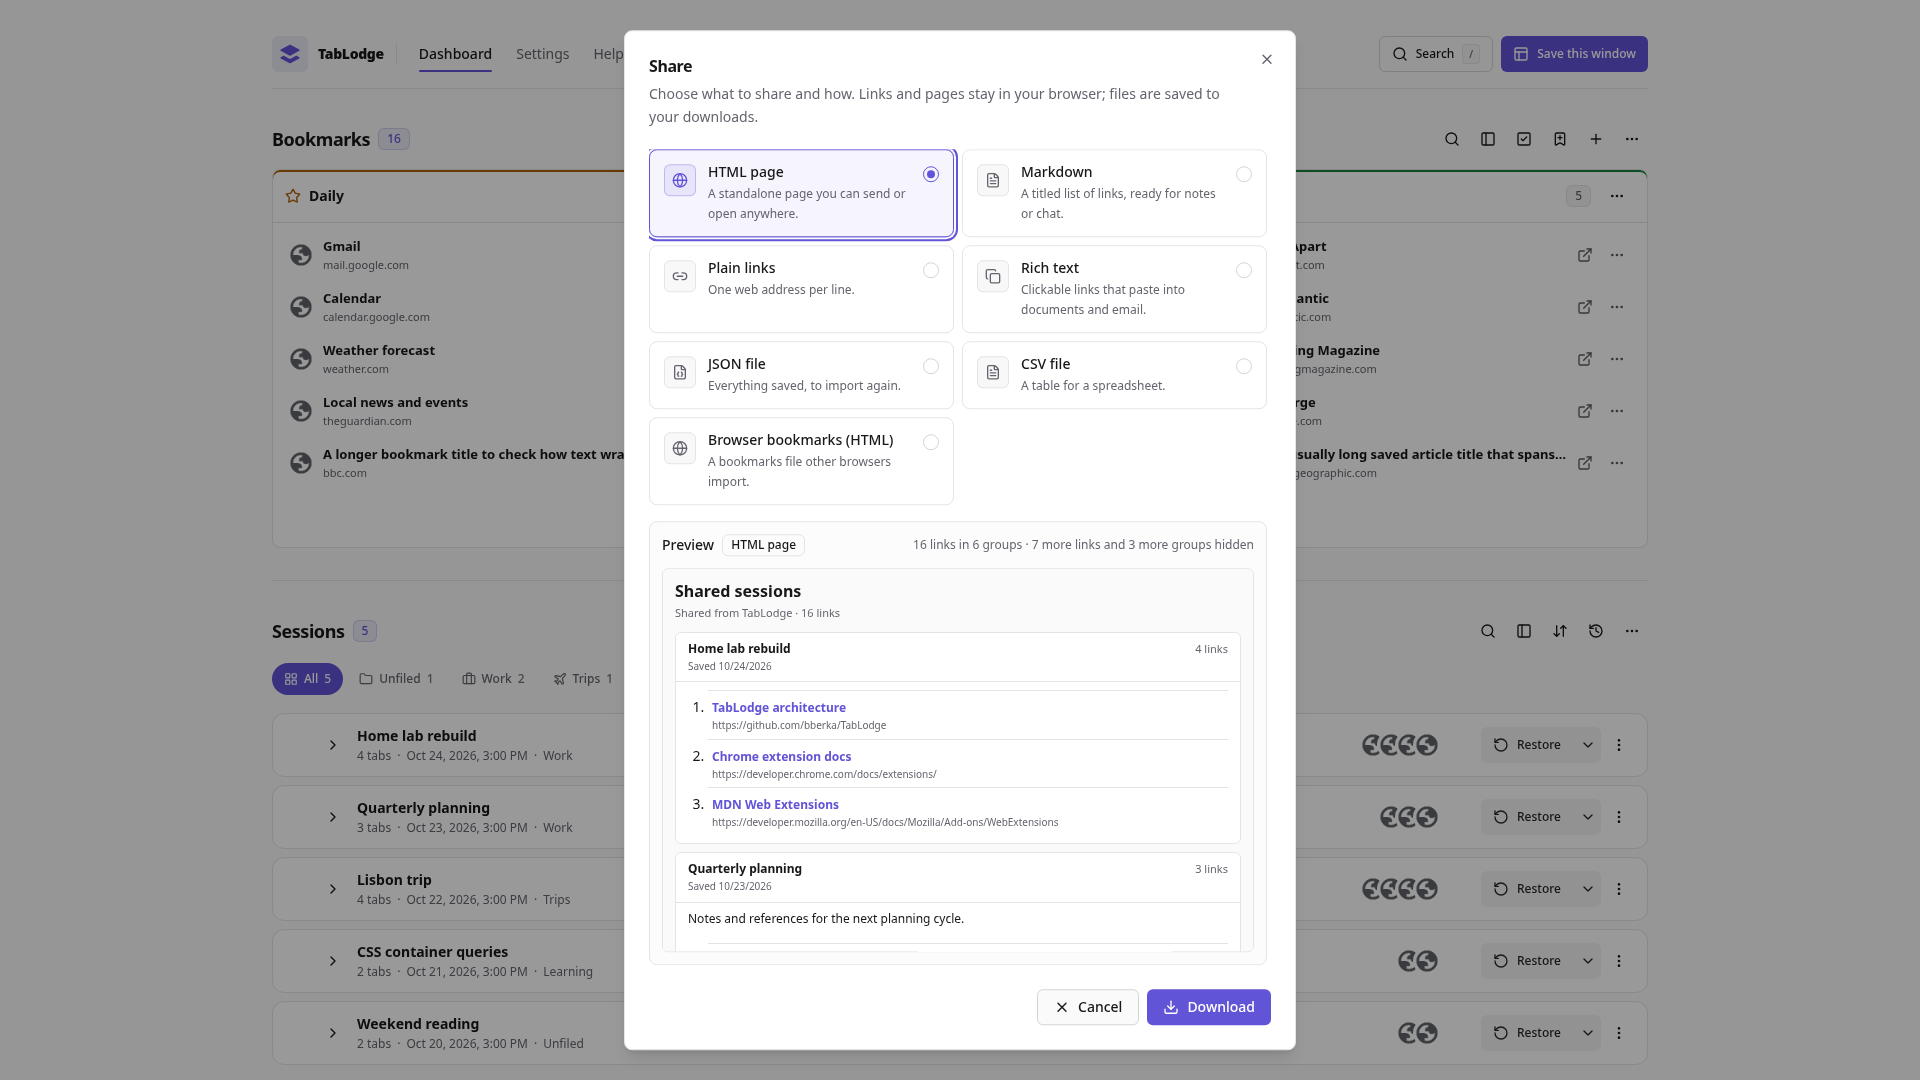 TabLodge
Dashboard
Settings
Help
Search /
Save this window
Bookmarks 16
Daily
Gmail
mail.google.com
Calendar
calendar.google.com
Weather forecast
weather.com
Local news and events
theguardian.com
A longer bookmark title to check how text wra
bbc.com
5
Apart
t.com
antic
tic.com
ing Magazine
gmagazine.com
rge
e.com
sually long saved article title that spans...
geographic.com
Sessions 5
All 5
Unfiled 1
Work 2
Trips 1
Home lab rebuild
4 tabs · Oct 24, 2026, 3:00 PM · Work
Restore
Quarterly planning
3 tabs · Oct 23, 2026, 3:00 PM · Work
Restore
Lisbon trip
4 tabs · Oct 22, 2026, 3:00 PM · Trips
Restore
CSS container queries
2 tabs · Oct 21, 2026, 3:00 PM · Learning
Restore
Weekend reading
2 tabs · Oct 20, 2026, 3:00 PM · Unfiled
Restore
Share
Choose what to share and how. Links and pages stay in your browser; files are saved to
your downloads.
HTML page
A standalone page you can send or
open anywhere.
Markdown
A titled list of links, ready for notes
or chat.
Plain links
One web address per line.
Rich text
Clickable links that paste into
documents and email.
JSON file
Everything saved, to import again.
CSV file
A table for a spreadsheet.
Browser bookmarks (HTML)
A bookmarks file other browsers
import.
Preview HTML page
16 links in 6 groups · 7 more links and 3 more groups hidden
Shared sessions
Shared from TabLodge · 16 links
Home lab rebuild
4 links
Saved 10/24/2026
1. TabLodge architecture
https://github.com/bberka/TabLodge
2. Chrome extension docs
https://developer.chrome.com/docs/extensions/
3. MDN Web Extensions
https://developer.mozilla.org/en-US/docs/Mozilla/Add-ons/WebExtensions
Quarterly planning
3 links
Saved 10/23/2026
Notes and references for the next planning cycle.
Cancel
Download